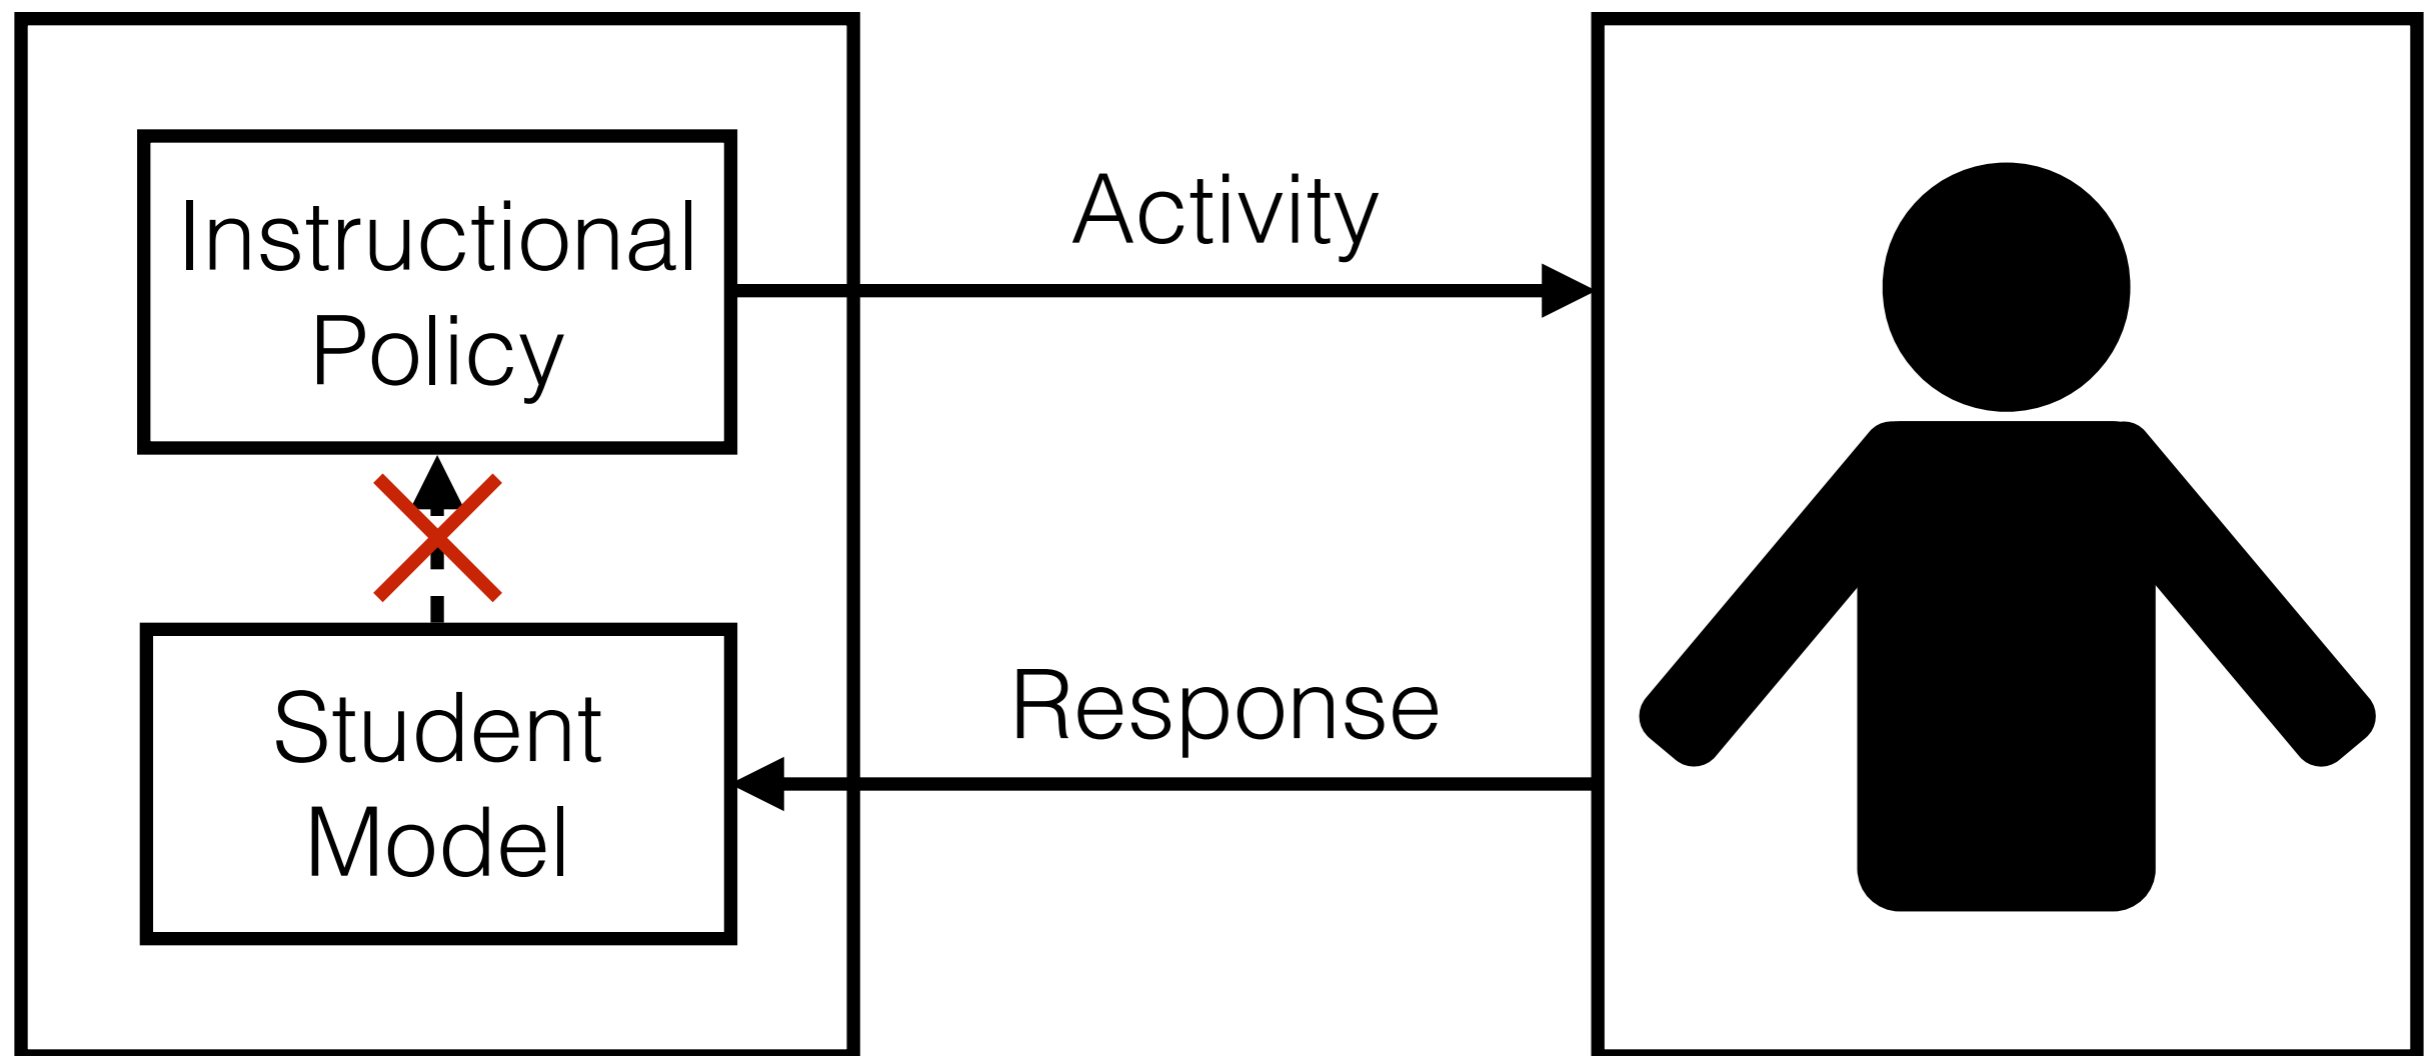 Instructional
Policy
Activity
Student
Model
Response